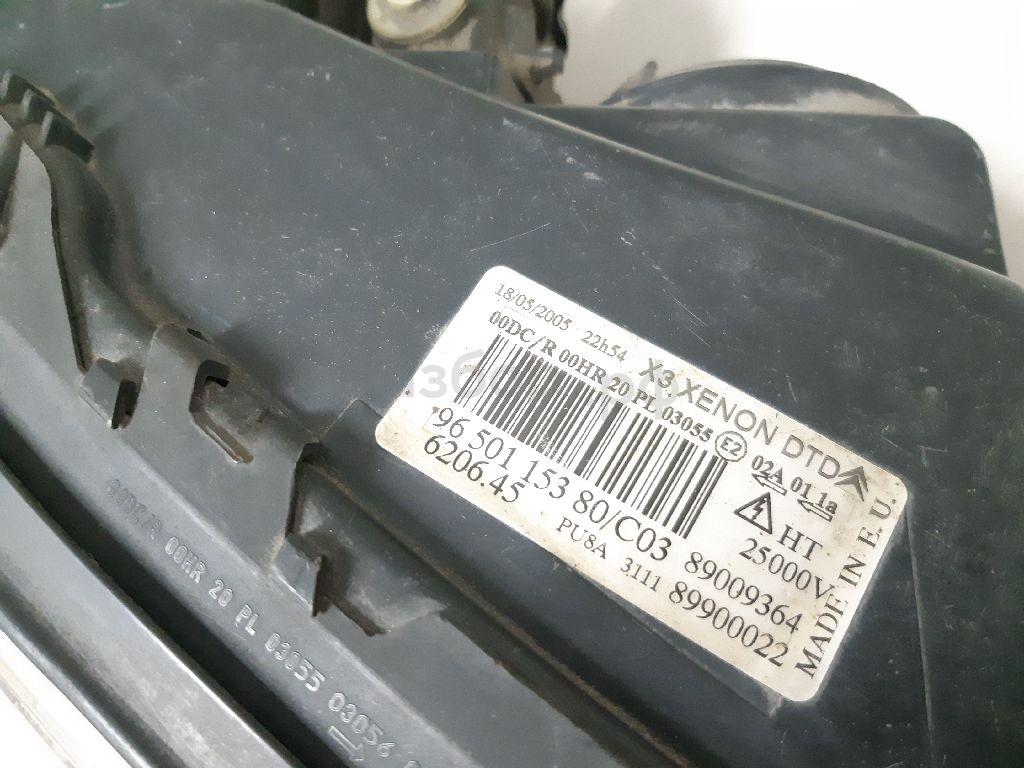 18/05/2005 22h54 X3 XENON DTD
00DC/R 00HR 20 PL 03055 E2 02A 01 1a
HT
25000V
96 501 153 80/C03 89009364
6206.45 PU8A 3111 89900022
MADE IN E.U.
00DC/R 00HR 20 PL 03055 03056